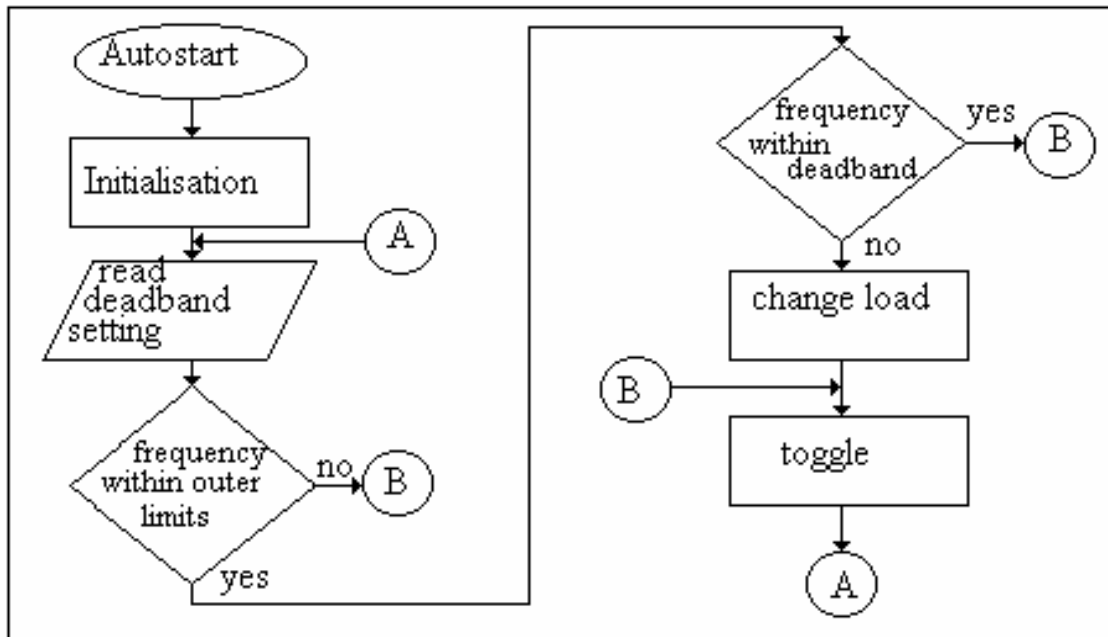 Autostart
Initialisation
A
read
deadband
setting
frequency
within outer
limits
no
B
yes
frequency
within
deadband
yes
B
no
change load
B
toggle
A